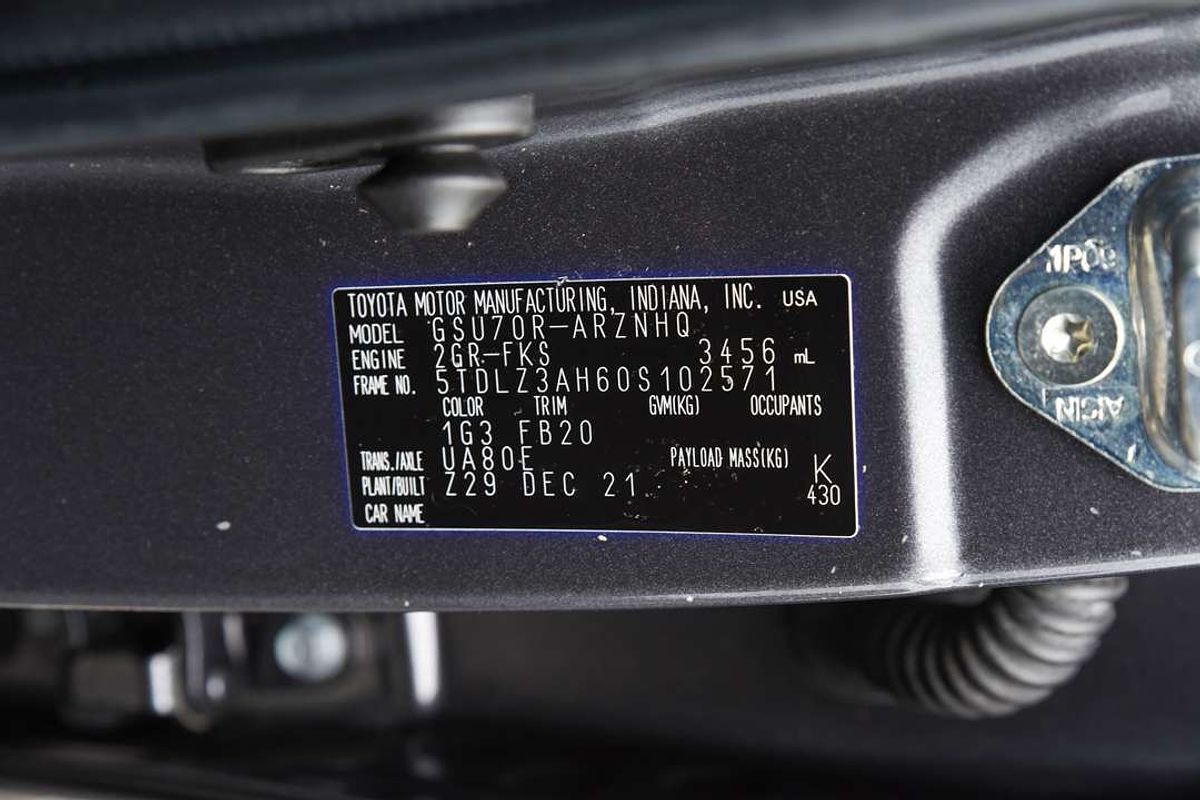 TOYOTA MOTOR MANUFACTURING, INDIANA, INC. USA
MODEL GSU70R-ARZNHQ
ENGINE 2GR-FKS 3456 mL
FRAME NO. 5TDLZ3AH60S102571
COLOR TRIM GVM(KG) OCCUPANTS
1G3 FB20
TRANS./AXLE UA80E PAYLOAD MASS(KG) K
PLANT/BUILT Z29 DEC 21 430
CAR NAME
AISIN